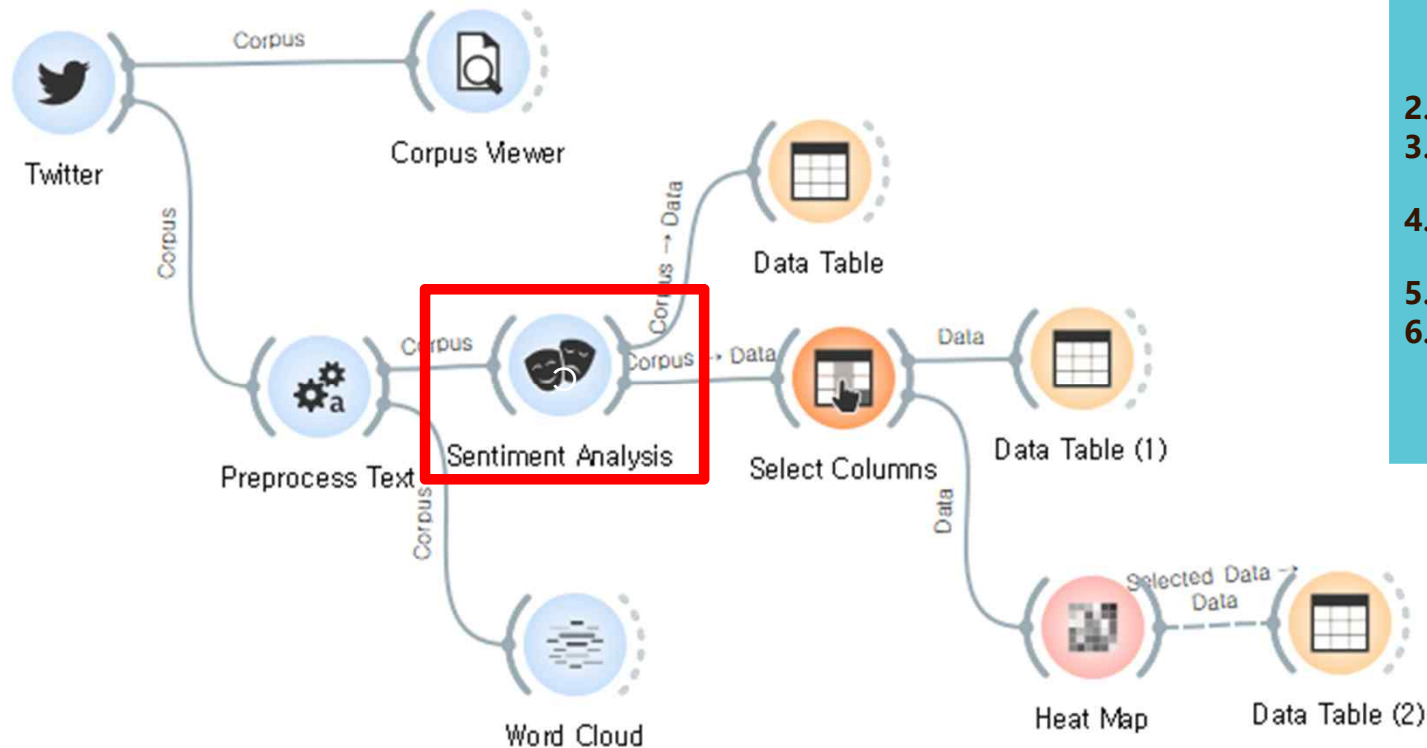 Corpus
Twitter
Corpus Viewer
Corpus
Corpus → Data
Data Table
Corpus
Corpus → Data
Data
Preprocess Text
Sentiment Analysis
Select Columns
Data Table (1)
Corpus
Data
Selected Data →
Data
Word Cloud
Heat Map
Data Table (2)
2.
3.
4.
5.
6.
a